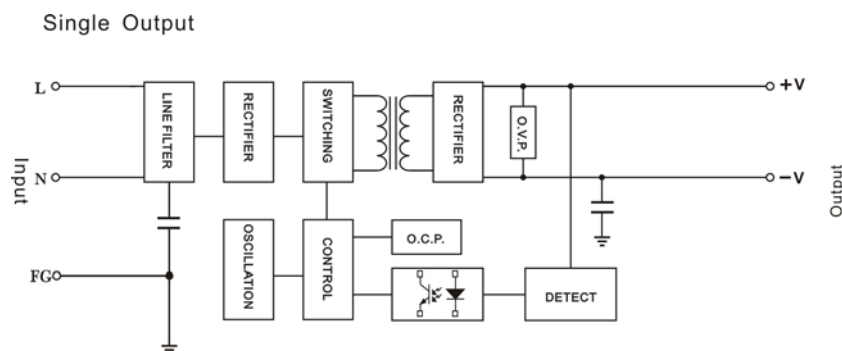 Single Output
L
N
FG
Input
LINE FILTER
RECTIFIER
SWITCHING
RECTIFIER
O.V.P.
+V
−V
Output
OSCILLATION
CONTROL
O.C.P.
DETECT